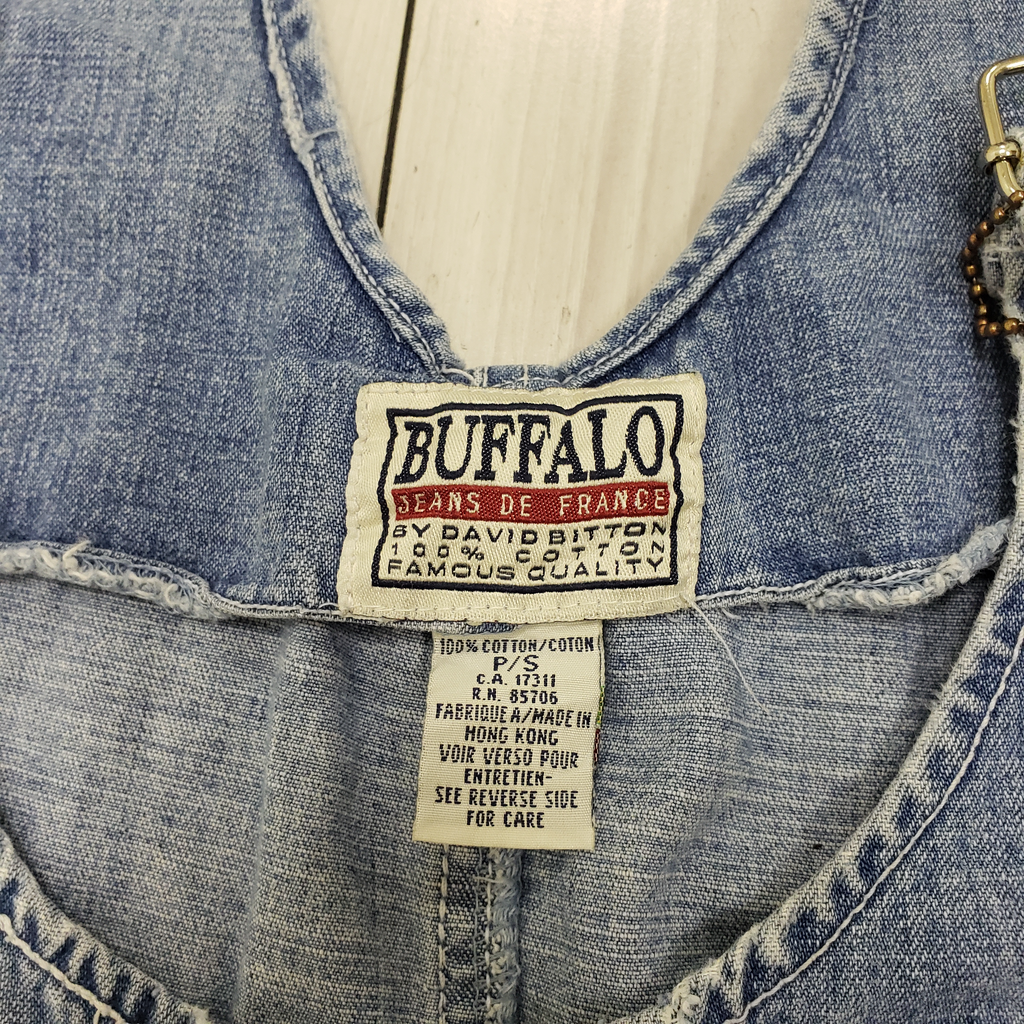 BUFFALO
JEANS DE FRANCE
BY DAVID BITTON
100% COTTON
FAMOUS QUALITY
100% COTTON/COTON
P/S
C.A. 17311
R.N. 85706
FABRIQUE A/MADE IN
HONG KONG
VOIR VERSO POUR
ENTRETIEN-
SEE REVERSE SIDE
FOR CARE